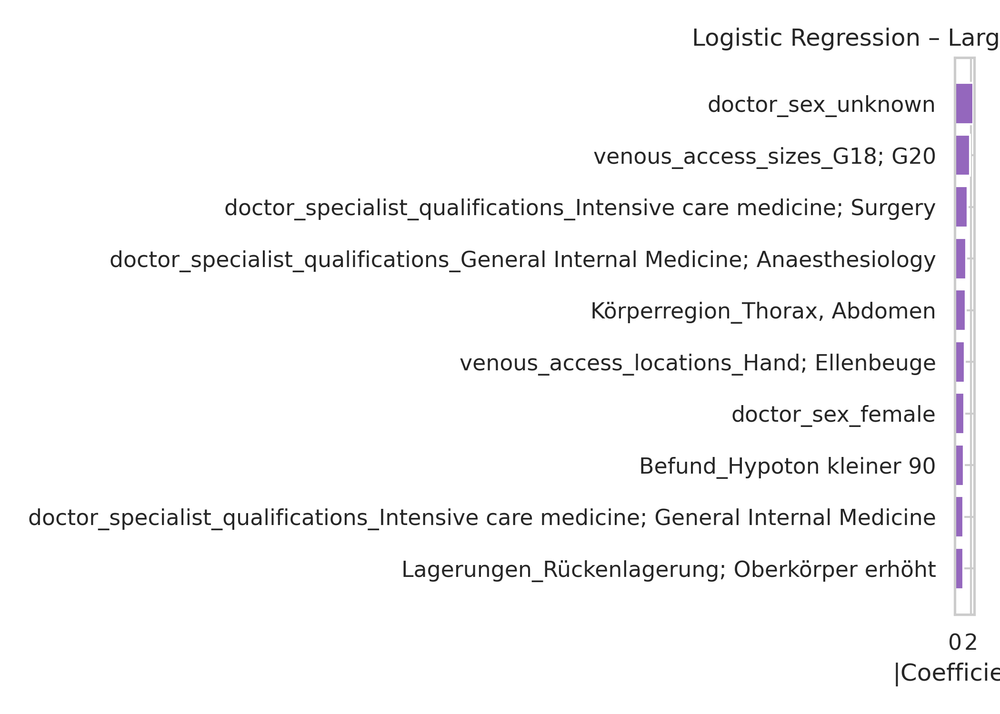 Logistic Regression – Larg
doctor_sex_unknown
venous_access_sizes_G18; G20
doctor_specialist_qualifications_Intensive care medicine; Surgery
doctor_specialist_qualifications_General Internal Medicine; Anaesthesiology
Körperregion_Thorax, Abdomen
venous_access_locations_Hand; Ellenbeuge
doctor_sex_female
Befund_Hypoton kleiner 90
doctor_specialist_qualifications_Intensive care medicine; General Internal Medicine
Lagerungen_Rückenlagerung; Oberkörper erhöht
0 2
|Coefficie